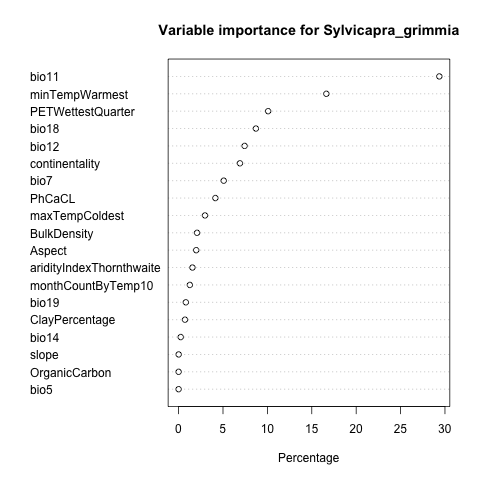 Variable importance for Sylvicapra_grimmia
bio11
minTempWarmest
PETWettestQuarter
bio18
bio12
continentality
bio7
PhCaCL
maxTempColdest
BulkDensity
Aspect
aridityIndexThornthwaite
monthCountByTemp10
bio19
ClayPercentage
bio14
slope
OrganicCarbon
bio5
0 5 10 15 20 25 30
Percentage